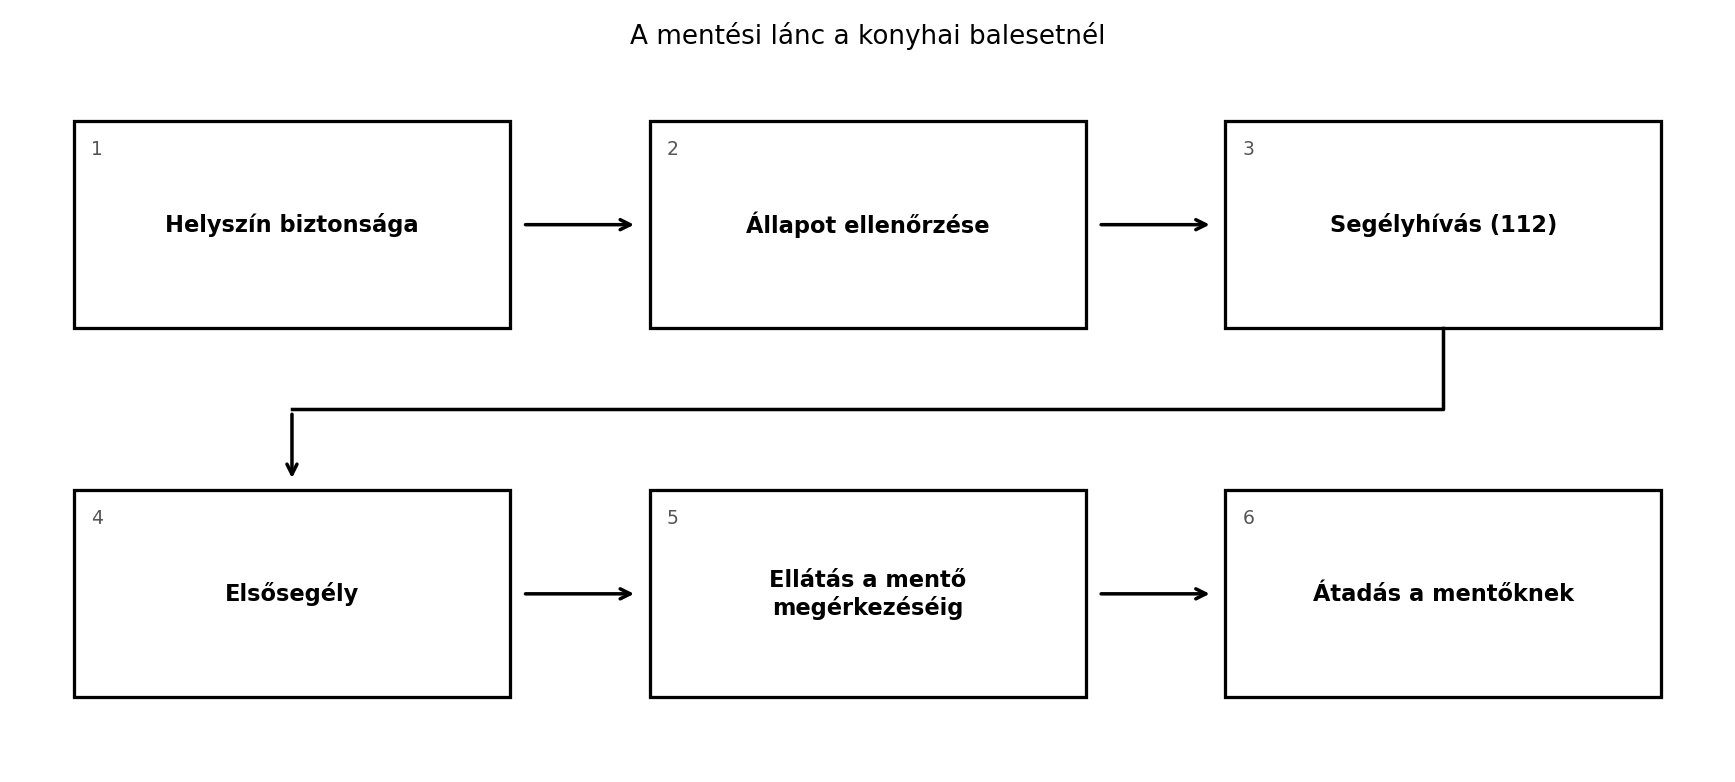 A mentési lánc a konyhai balesetnél
1
Helyszín biztonsága
2
Állapot ellenőrzése
3
Segélyhívás (112)
4
Elsősegély
5
Ellátás a mentő
megérkezéséig
6
Átadás a mentőknek